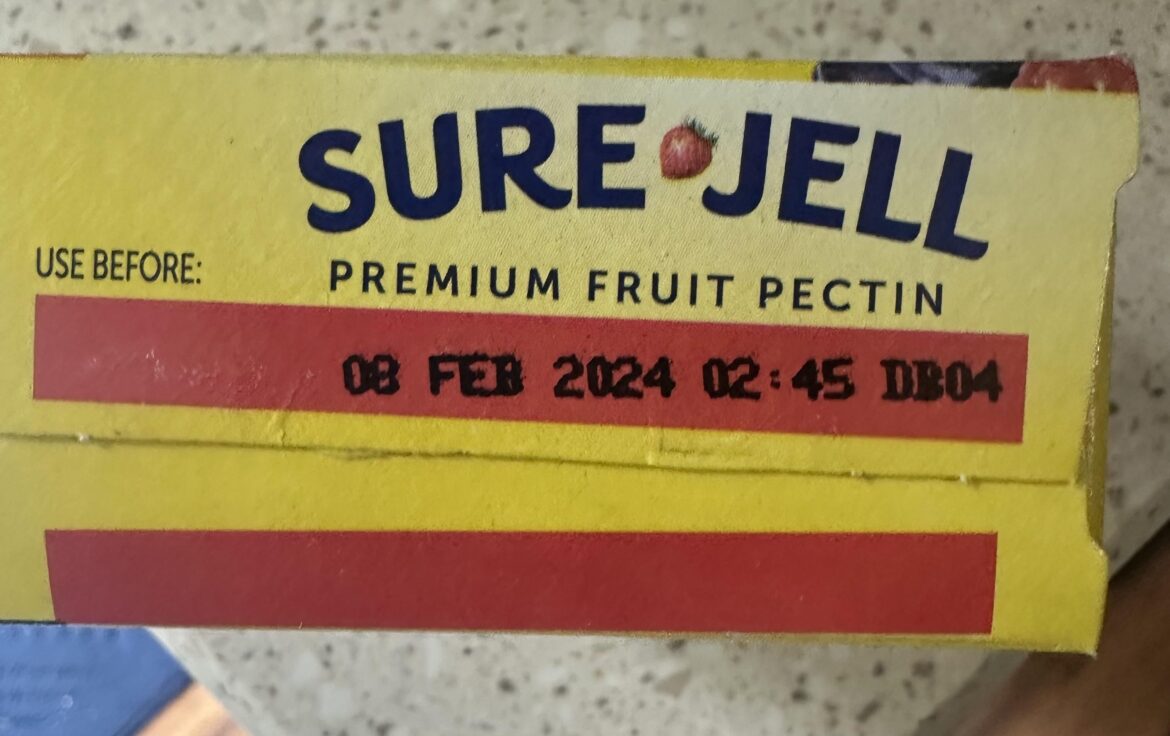 SURE JELL
USE BEFORE:
PREMIUM FRUIT PECTIN
08 FEB 2024 02:45 DB04